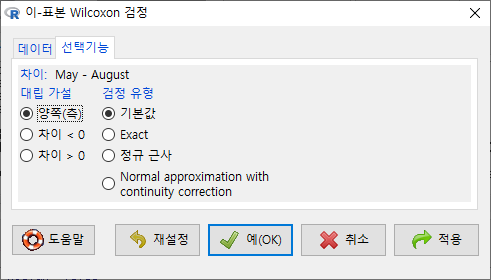 이-표본 Wilcoxon 검정
데이터 선택기능
차이: May - August
대립 가설 검정 유형
양쪽(측) 기본값
차이 < 0 Exact
차이 > 0 정규 근사
Normal approximation with
continuity correction
도움말 재설정 예(OK) 취소 적용